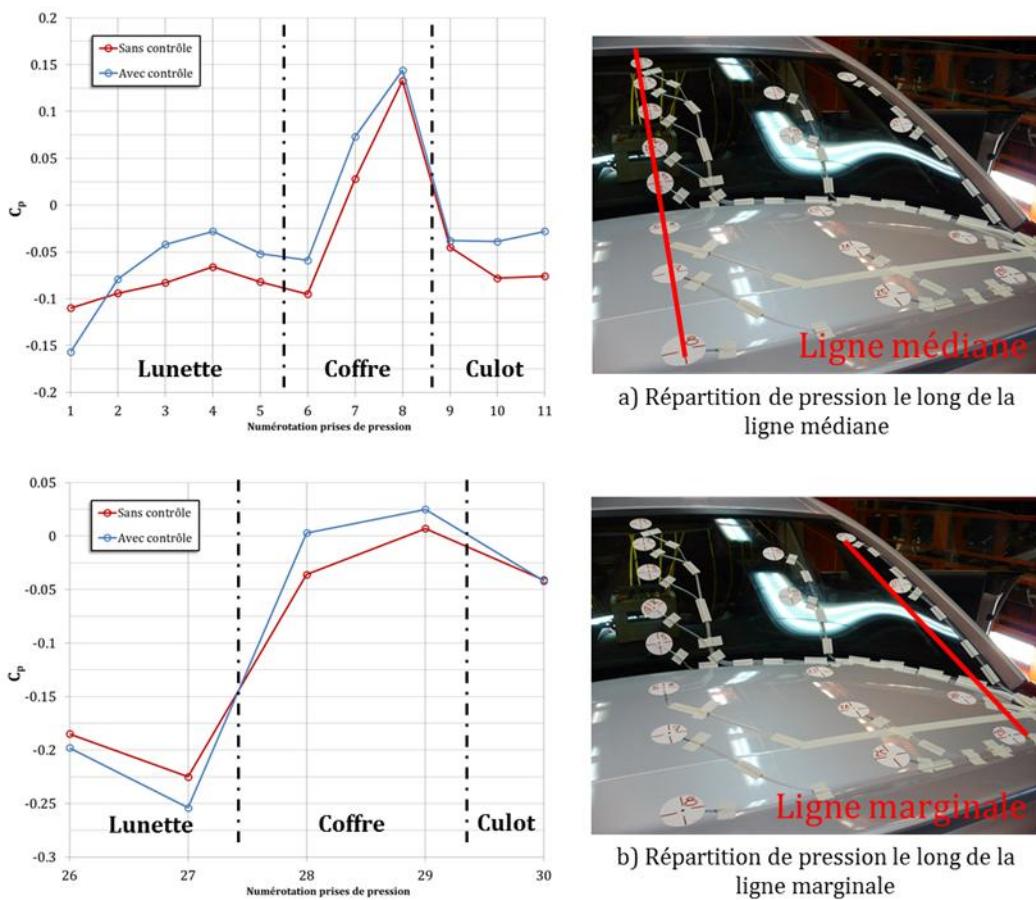 0.2
0.15
0.1
0.05
0
-0.05
-0.1
-0.15
-0.2
Cp
Sans contrôle
Avec contrôle
Lunette
Coffre
Culot
1 2 3 4 5 6 7 8 9 10 11
Numérotation prises de pression
Ligne médiane
a) Répartition de pression le long de la
ligne médiane
0.05
0
-0.05
-0.1
-0.15
-0.2
-0.25
-0.3
Cp
Sans contrôle
Avec contrôle
Lunette
Coffre
Culot
26 27 28 29 30
Numérotation prises de pression
Ligne marginale
b) Répartition de pression le long de la
ligne marginale